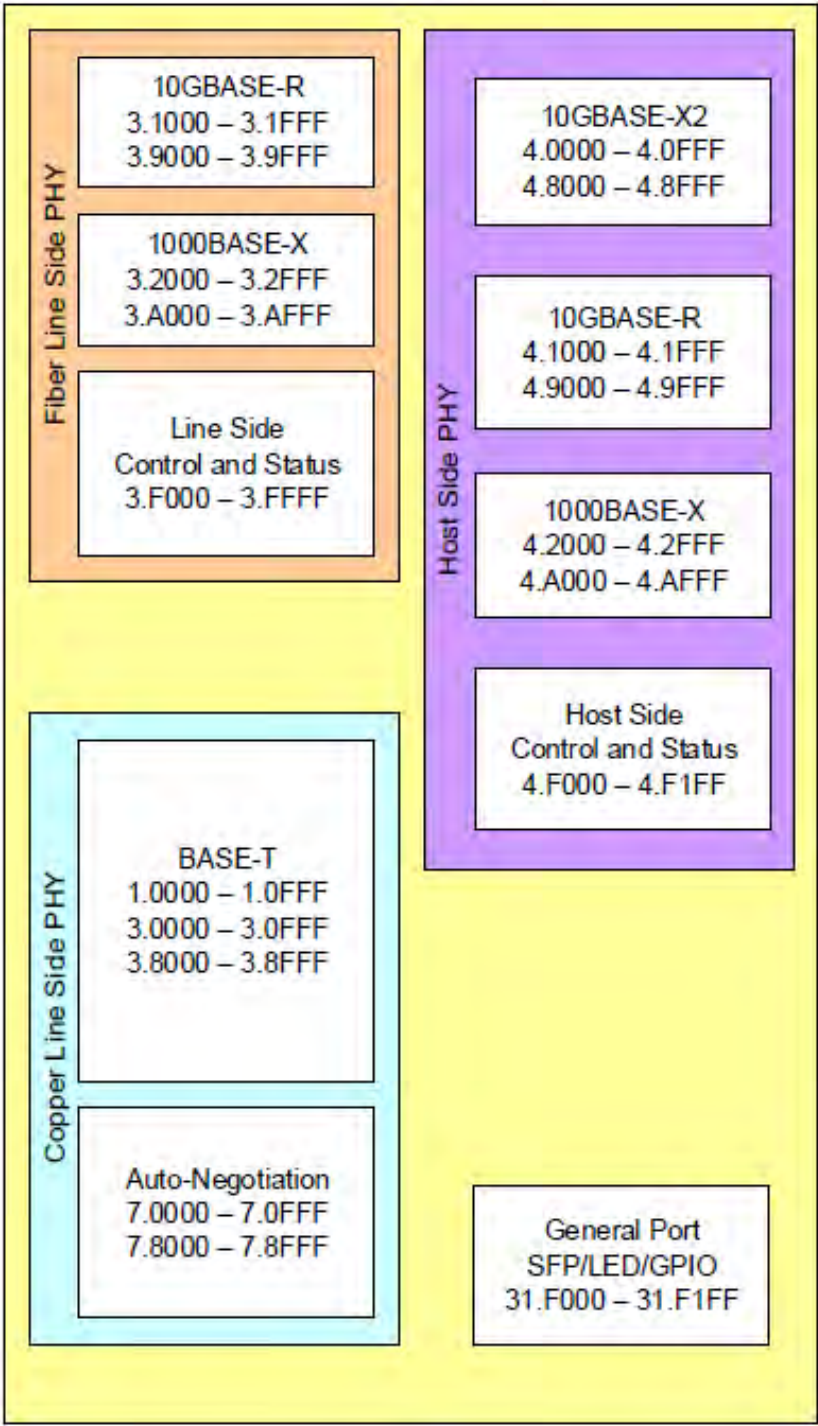 Fiber Line Side PHY
10GBASE-R
3.1000 – 3.1FFF
3.9000 – 3.9FFF
1000BASE-X
3.2000 – 3.2FFF
3.A000 – 3.AFFF
Line Side
Control and Status
3.F000 – 3.FFFF
Host Side PHY
10GBASE-X2
4.0000 – 4.0FFF
4.8000 – 4.8FFF
10GBASE-R
4.1000 – 4.1FFF
4.9000 – 4.9FFF
1000BASE-X
4.2000 – 4.2FFF
4.A000 – 4.AFFF
Host Side
Control and Status
4.F000 – 4.F1FF
Copper Line Side PHY
BASE-T
1.0000 – 1.0FFF
3.0000 – 3.0FFF
3.8000 – 3.8FFF
Auto-Negotiation
7.0000 – 7.0FFF
7.8000 – 7.8FFF
General Port
SFP/LED/GPIO
31.F000 – 31.F1FF